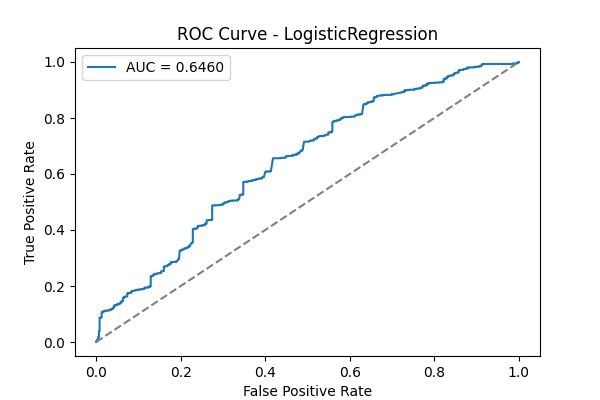 ROC Curve - LogisticRegression
AUC = 0.6460
True Positive Rate
1.0
0.8
0.6
0.4
0.2
0.0
0.0 0.2 0.4 0.6 0.8 1.0
False Positive Rate